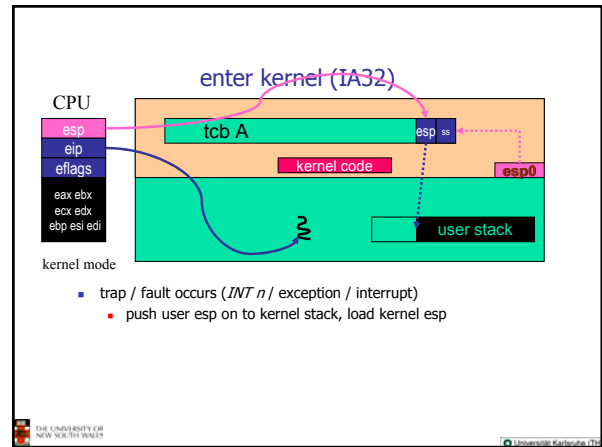 enter kernel (IA32)
CPU
esp
eip
eflags
eax ebx
ecx edx
ebp esi edi
kernel mode
tcb A
esp ss
kernel code
esp0
user stack
trap / fault occurs (INT n / exception / interrupt)
push user esp on to kernel stack, load kernel esp
THE UNIVERSITY OF
NEW SOUTH WALES
© Universität Karlsruhe (TH)